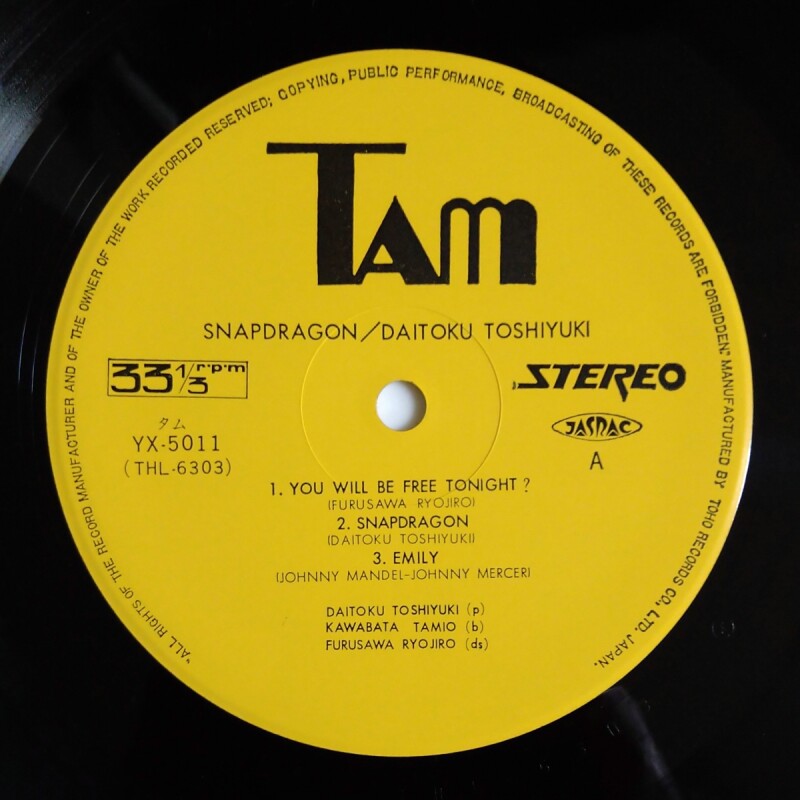 "ALL RIGHTS OF THE RECORD MANUFACTURER AND OF THE OWNER OF THE WORK RECORDED RESERVED; COPYING, PUBLIC PERFORMANCE, BROADCASTING OF THESE RECORDS ARE FORBIDDEN." MANUFACTURED BY TOHO RECORDS CO., LTD. JAPAN.
TAM
SNAPDRAGON/DAITOKU TOSHIYUKI
33 1/3 r.p.m
STEREO
タム
YX-5011
(THL-6303)
JASRAC
A
1. YOU WILL BE FREE TONIGHT?
(FURUSAWA RYOJIRO)
2. SNAPDRAGON
(DAITOKU TOSHIYUKI)
3. EMILY
(JOHNNY MANDEL-JOHNNY MERCER)
DAITOKU TOSHIYUKI (p)
KAWABATA TAMIO (b)
FURUSAWA RYOJIRO (ds)